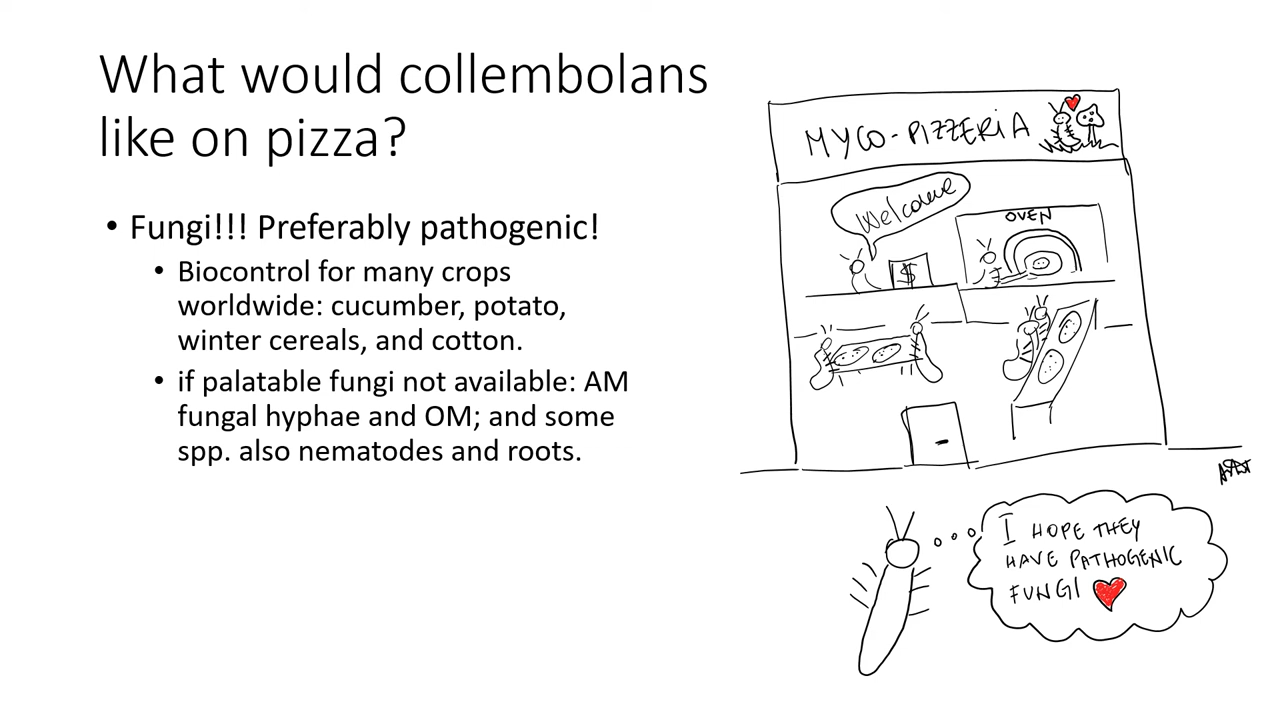 What would collembolans
like on pizza?
• Fungi!!! Preferably pathogenic!
• Biocontrol for many crops
worldwide: cucumber, potato,
winter cereals, and cotton.
• if palatable fungi not available: AM
fungal hyphae and OM; and some
spp. also nematodes and roots.
MYCO-PIZZERiA
Welcome
OVEN
$
I HOPE THEY
HAVE PATHOGENIC
FUNGI